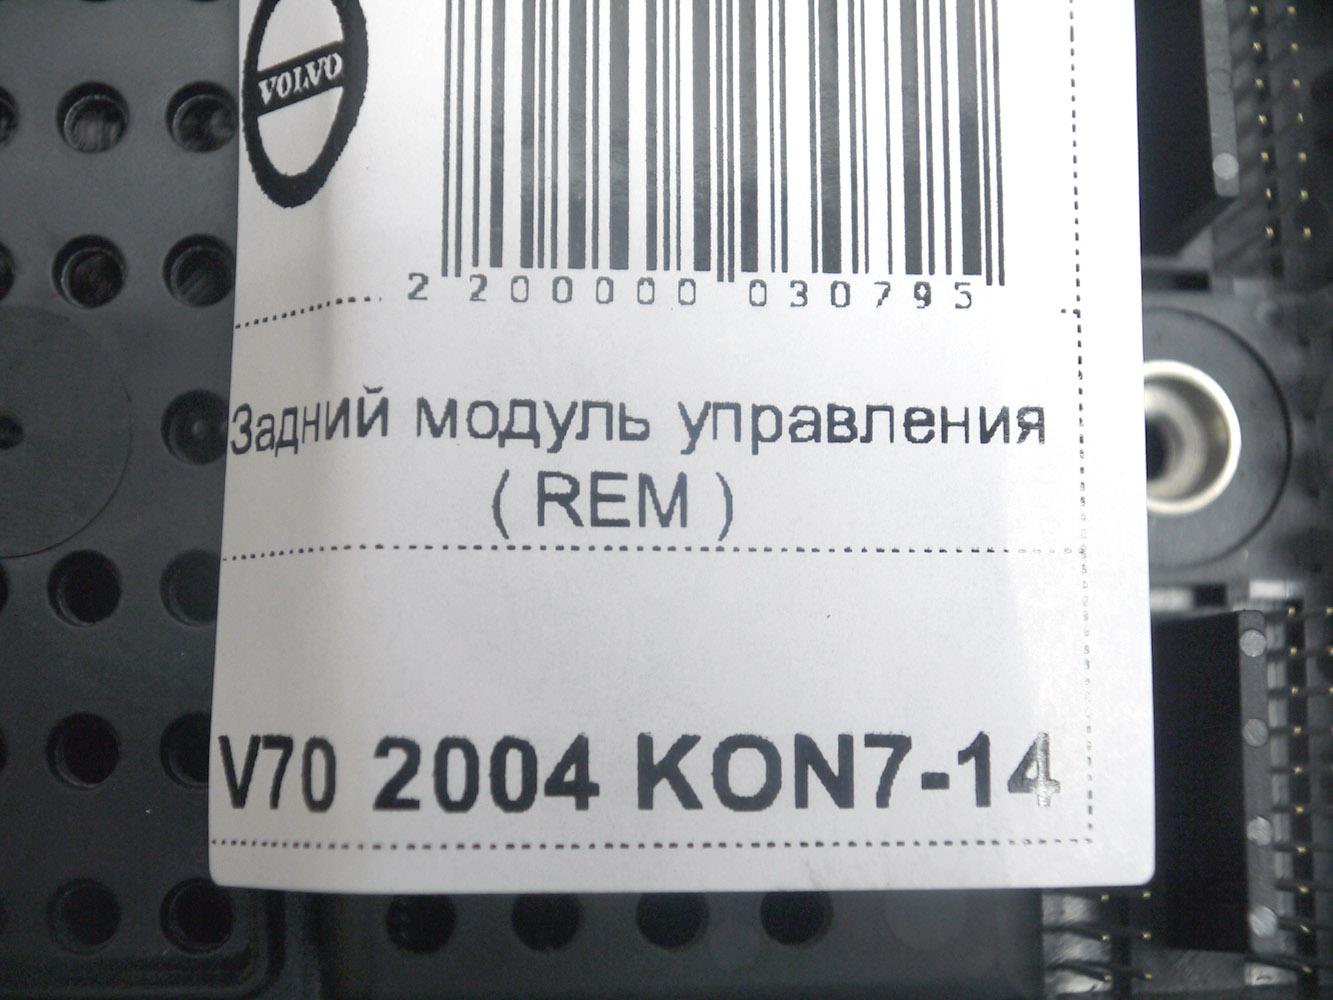 VOLVO
2 200000 030795
Задний модуль управления
( REM )
V70 2004 KON7-14